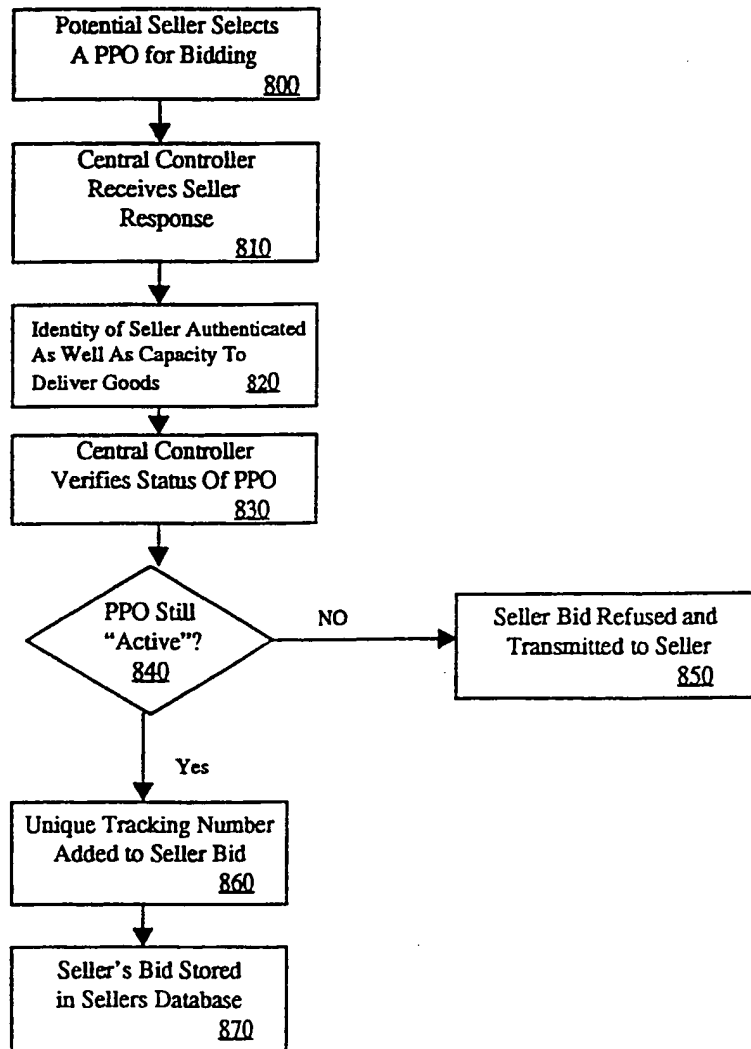 Potential Seller Selects
A PPO for Bidding
800
Central Controller
Receives Seller
Response
810
Identity of Seller Authenticated
As Well As Capacity To
Deliver Goods 820
Central Controller
Verifies Status Of PPO
830
PPO Still
“Active”?
840
NO
Seller Bid Refused and
Transmitted to Seller
850
Yes
Unique Tracking Number
Added to Seller Bid
860
Seller's Bid Stored
in Sellers Database
870